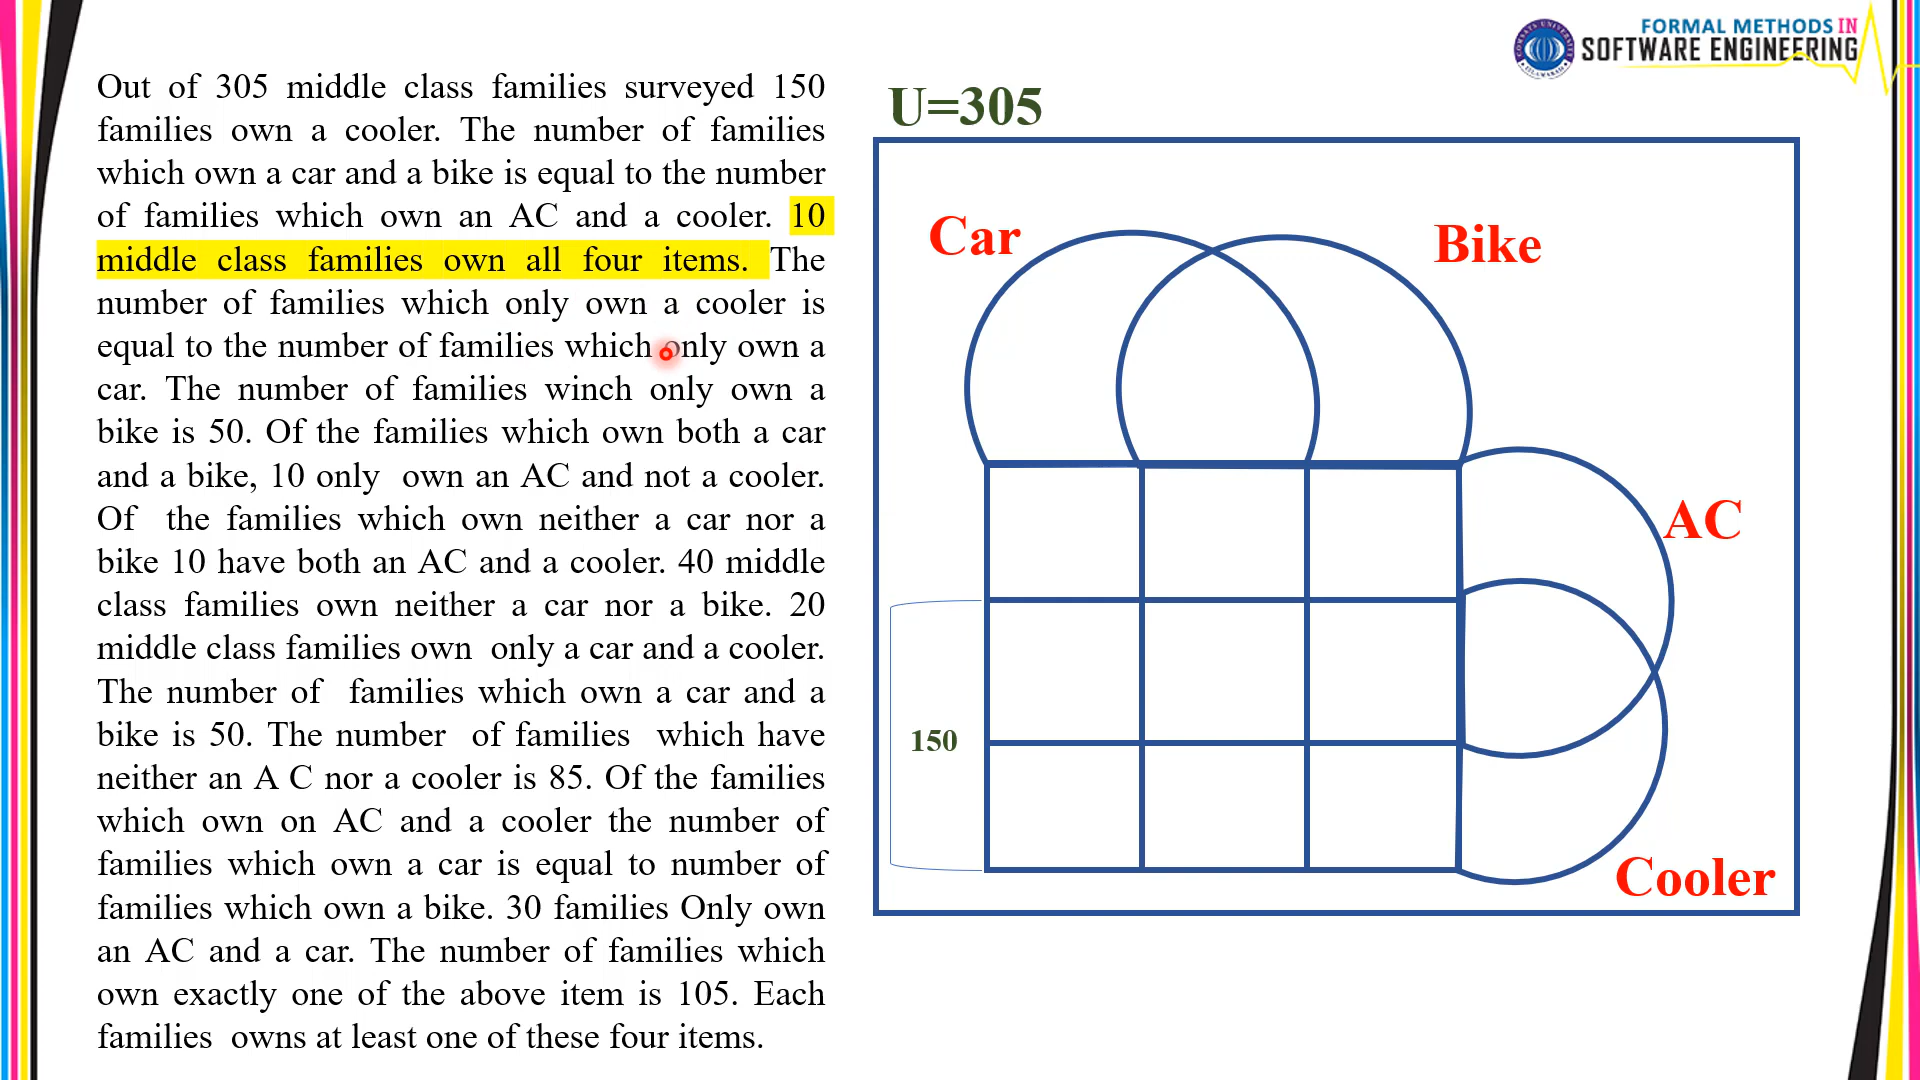 FORMAL METHODS IN
SOFTWARE ENGINEERING
Out of 305 middle class families surveyed 150
families own a cooler. The number of families
which own a car and a bike is equal to the number
of families which own an AC and a cooler. 10
middle class families own all four items. The
number of families which only own a cooler is
equal to the number of families which only own a
car. The number of families winch only own a
bike is 50. Of the families which own both a car
and a bike, 10 only own an AC and not a cooler.
Of the families which own neither a car nor a
bike 10 have both an AC and a cooler. 40 middle
class families own neither a car nor a bike. 20
middle class families own only a car and a cooler.
The number of families which own a car and a
bike is 50. The number of families which have
neither an A C nor a cooler is 85. Of the families
which own on AC and a cooler the number of
families which own a car is equal to number of
families which own a bike. 30 families Only own
an AC and a car. The number of families which
own exactly one of the above item is 105. Each
families owns at least one of these four items.
U=305
Car
Bike
AC
150
Cooler